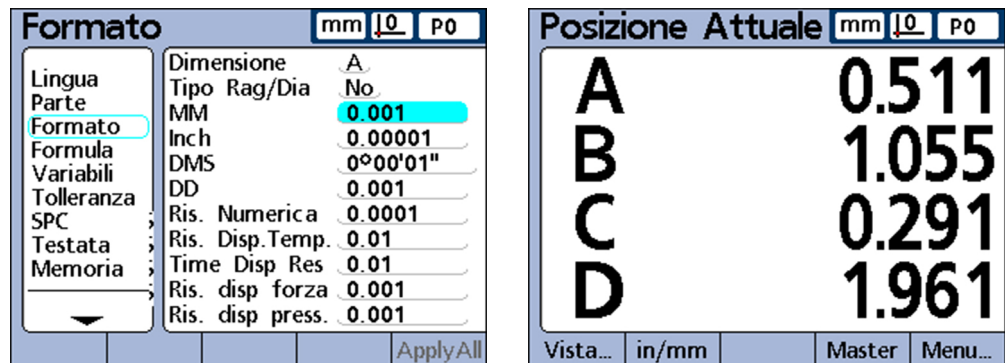 Formato mm 0 P0
Lingua
Parte
Formato
Formula
Variabili
Tolleranza
SPC
Testata
Memoria
Dimensione A
Tipo Rag/Dia No
MM 0.001
Inch 0.00001
DMS 0°00'01"
DD 0.001
Ris. Numerica 0.0001
Ris. Disp.Temp. 0.01
Time Disp Res 0.01
Ris. disp forza 0.001
Ris. disp press. 0.001
Apply All
Posizione Attuale mm 0 P0
A 0.511
B 1.055
C 0.291
D 1.961
Vista... in/mm Master Menu...